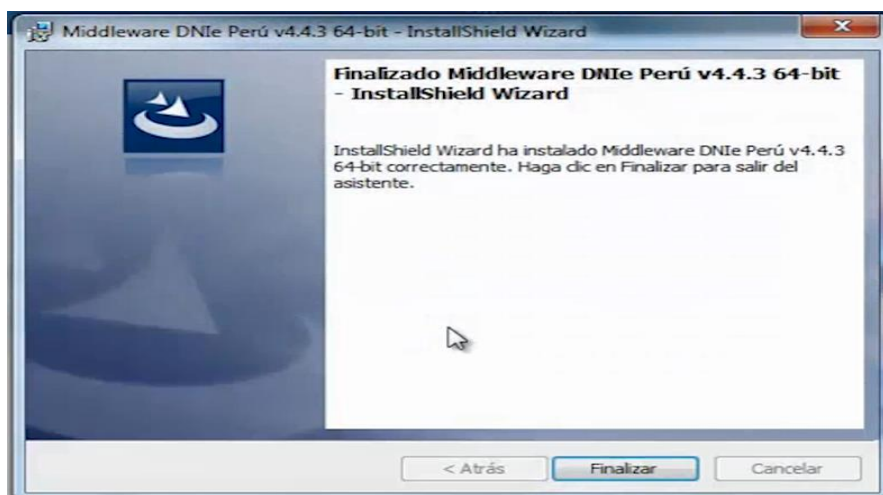 Middleware DNIe Perú v4.4.3 64-bit - InstallShield Wizard
Finalizado Middleware DNIe Perú v4.4.3 64-bit
- InstallShield Wizard
InstallShield Wizard ha instalado Middleware DNIe Perú v4.4.3
64-bit correctamente. Haga clic en Finalizar para salir del
asistente.
< Atrás Finalizar Cancelar